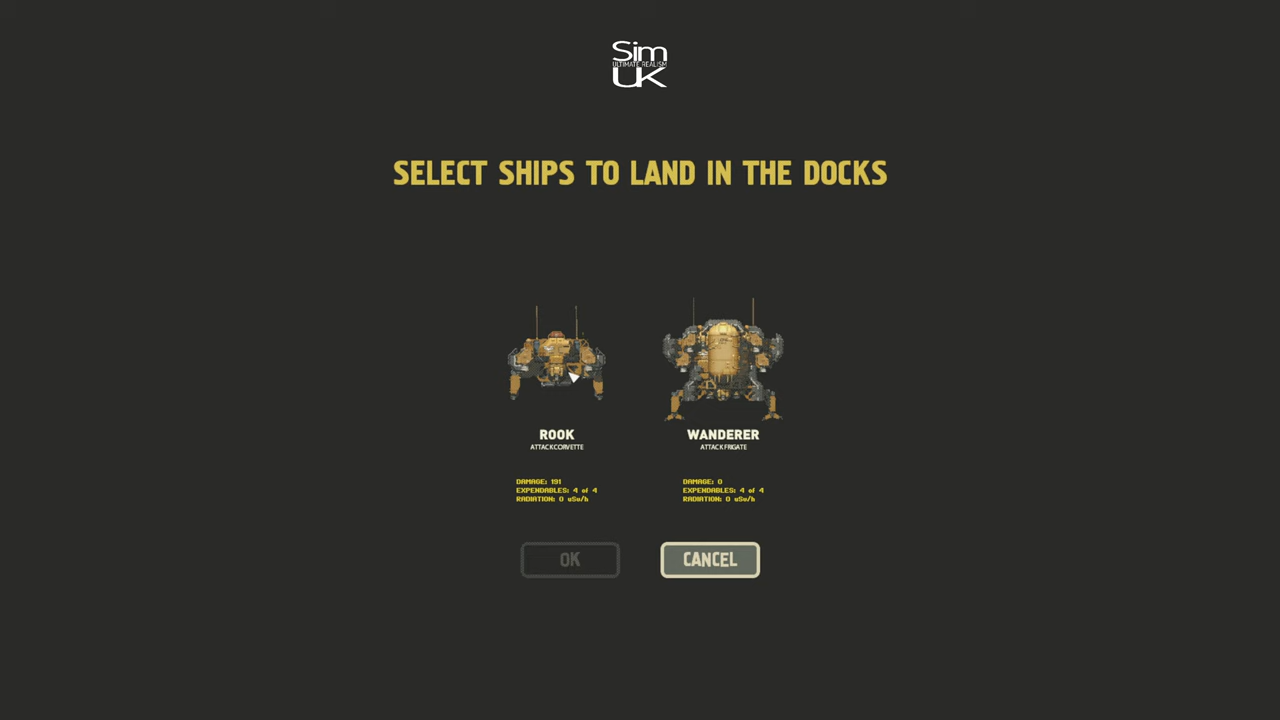 Sim
ULTIMATE REALISM
UK
SELECT SHIPS TO LAND IN THE DOCKS
ROOK
ATTACK CORVETTE
DAMAGE: 191
EXPENDABLES: 4 of 4
RADIATION: 0 uSv/h
WANDERER
ATTACK FRIGATE
DAMAGE: 0
EXPENDABLES: 4 of 4
RADIATION: 0 uSv/h
OK
CANCEL